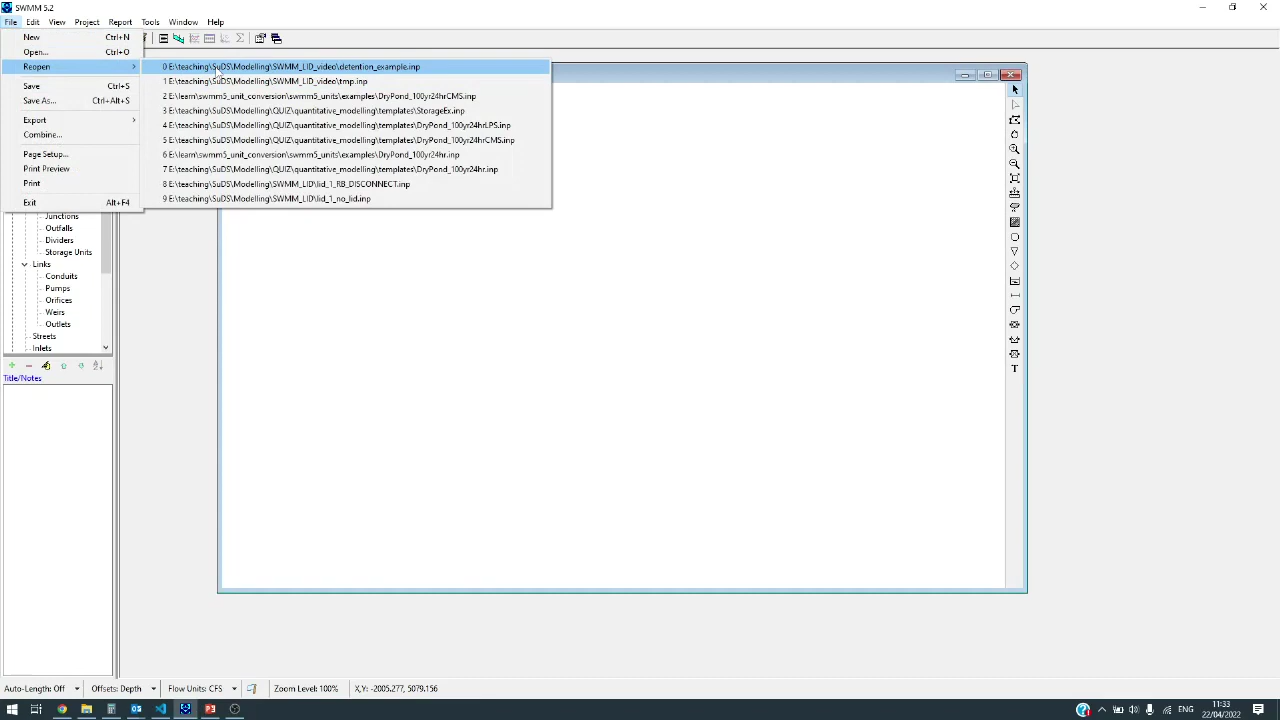 SWMM 5.2
File Edit View Project Report Tools Window Help
New Ctrl+N
Open... Ctrl+O
Reopen
0 E:\teaching\SuDS\Modelling\SWMM_LID_video\detention_example.inp
1 E:\teaching\SuDS\Modelling\SWMM_LID_video\tmp.inp
Save Ctrl+S
2 E:\learn\swmm5_unit_conversion\swmm5_units\examples\DryPond_100yr24hrCMS.inp
Save As... Ctrl+Alt+S
3 E:\teaching\SuDS\Modelling\QUIZ\quantitative_modelling\templates\StorageEx.inp
Export
4 E:\teaching\SuDS\Modelling\QUIZ\quantitative_modelling\templates\DryPond_100yr24hrLPS.inp
Combine...
5 E:\teaching\SuDS\Modelling\QUIZ\quantitative_modelling\templates\DryPond_100yr24hrCMS.inp
Page Setup...
6 E:\learn\swmm5_unit_conversion\swmm5_units\examples\DryPond_100yr24hr.inp
Print Preview
7 E:\teaching\SuDS\Modelling\QUIZ\quantitative_modelling\templates\DryPond_100yr24hr.inp
Print
8 E:\teaching\SuDS\Modelling\SWMM_LID\lid_1_RB_DISCONNECT.inp
Exit Alt+F4
9 E:\teaching\SuDS\Modelling\SWMM_LID\lid_1_no_lid.inp
Junctions
Outfalls
Dividers
Storage Units
Links
Conduits
Pumps
Orifices
Weirs
Outlets
Streets
Inlets
Title/Notes
T
Auto-Length: Off Offsets: Depth Flow Units: CFS Zoom Level: 100% X,Y: -2005.277, 5079.156
ENG
11:33
22/04/2022